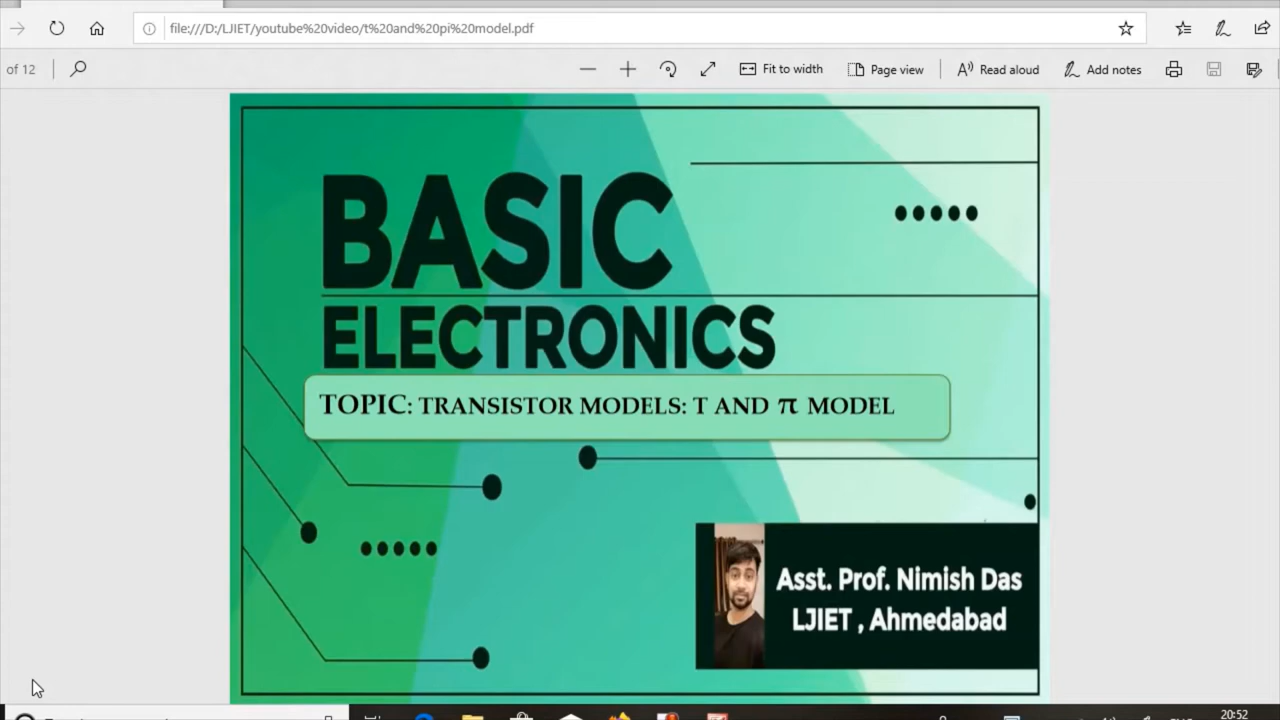 file:///D:/LJIET/youtube%20video/t%20and%20pi%20model.pdf
of 12
Fit to width
Page view
Read aloud
Add notes
BASIC
ELECTRONICS
TOPIC: TRANSISTOR MODELS: T AND π MODEL
Asst. Prof. Nimish Das
LJIET , Ahmedabad
20:52